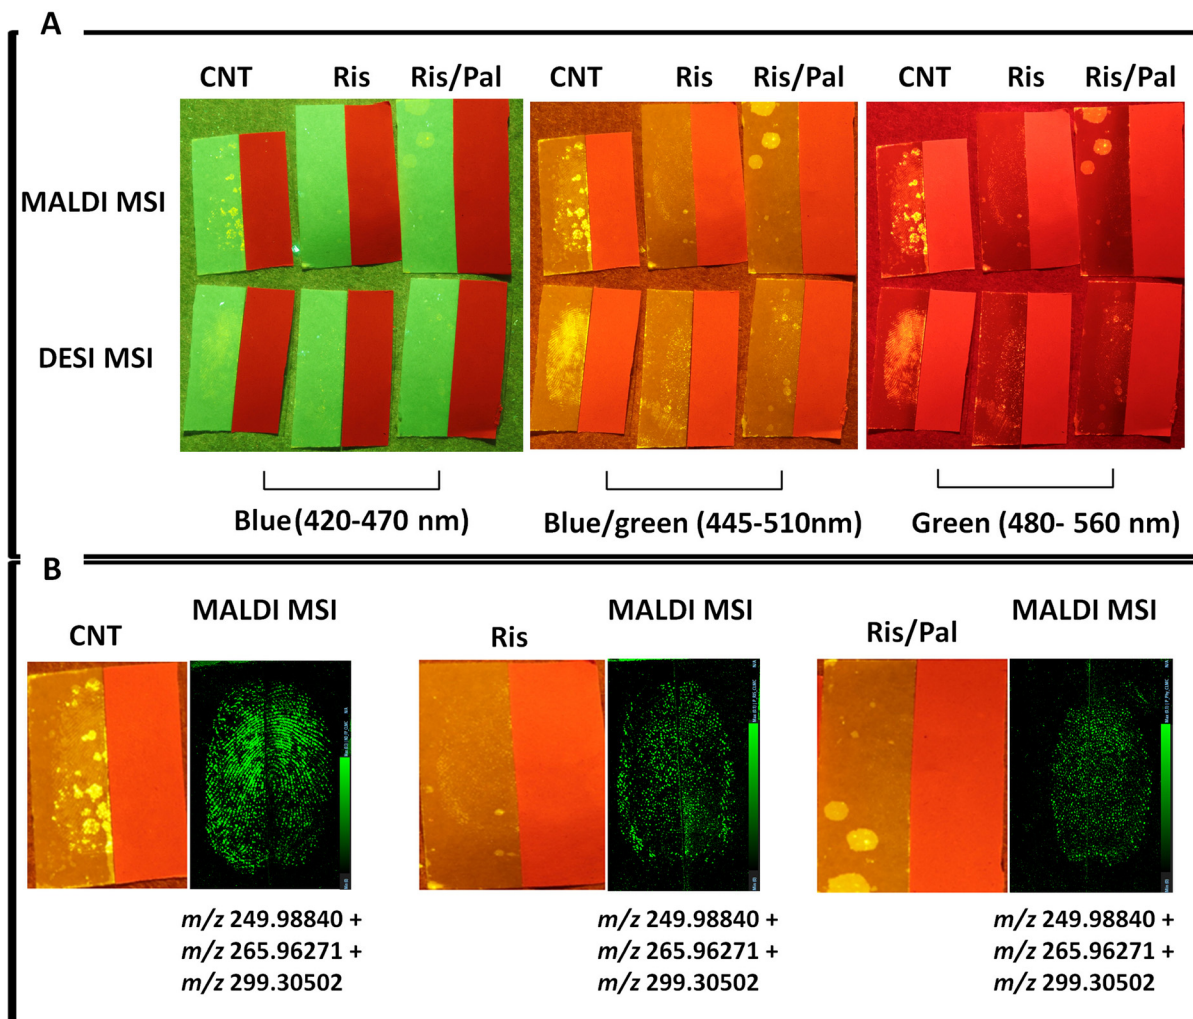 A
CNT Ris Ris/Pal CNT Ris Ris/Pal CNT Ris Ris/Pal
MALDI MSI
DESI MSI
Blue (420-470 nm) Blue/green (445-510nm) Green (480- 560 nm)
B
CNT MALDI MSI Ris MALDI MSI Ris/Pal MALDI MSI
m/z 249.98840 + m/z 249.98840 + m/z 249.98840 +
m/z 265.96271 + m/z 265.96271 + m/z 265.96271 +
m/z 299.30502 m/z 299.30502 m/z 299.30502